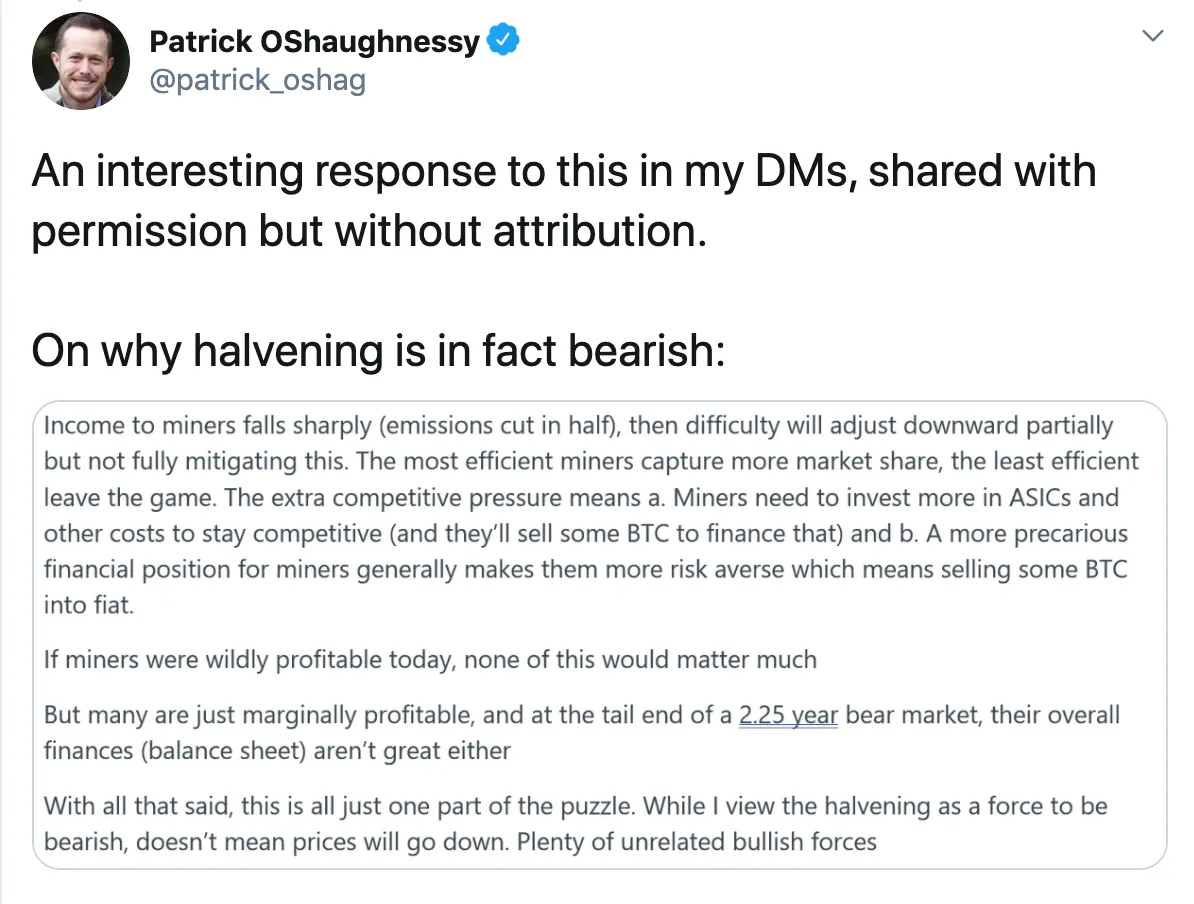 Patrick OShaughnessy
@patrick_oshag
An interesting response to this in my DMs, shared with
permission but without attribution.
On why halvening is in fact bearish:
Income to miners falls sharply (emissions cut in half), then difficulty will adjust downward partially
but not fully mitigating this. The most efficient miners capture more market share, the least efficient
leave the game. The extra competitive pressure means a. Miners need to invest more in ASICs and
other costs to stay competitive (and they’ll sell some BTC to finance that) and b. A more precarious
financial position for miners generally makes them more risk averse which means selling some BTC
into fiat.
If miners were wildly profitable today, none of this would matter much
But many are just marginally profitable, and at the tail end of a 2.25 year bear market, their overall
finances (balance sheet) aren’t great either
With all that said, this is all just one part of the puzzle. While I view the halvening as a force to be
bearish, doesn’t mean prices will go down. Plenty of unrelated bullish forces